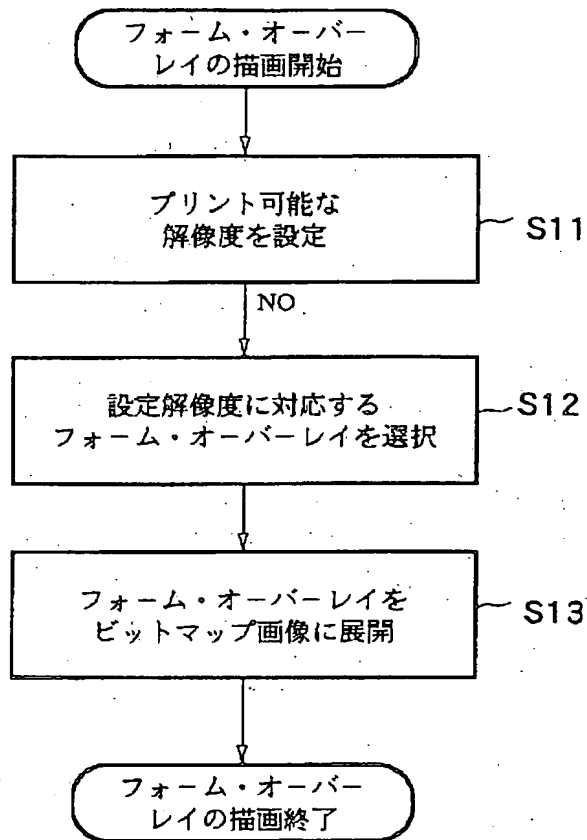 フォーム・オーバー
レイの描画開始
プリント可能な
解像度を設定
S11
NO
設定解像度に対応する
フォーム・オーバーレイを選択
S12
フォーム・オーバーレイを
ビットマップ画像に展開
S13
フォーム・オーバー
レイの描画終了